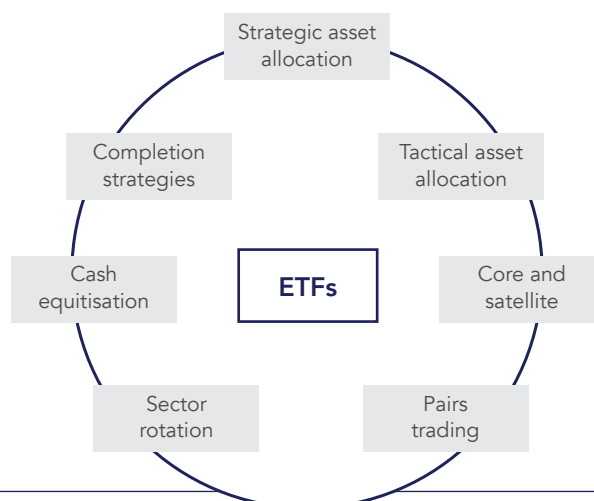 Strategic asset
allocation
Completion
strategies
Tactical asset
allocation
Cash
equitisation
ETFs
Core and
satellite
Sector
rotation
Pairs
trading